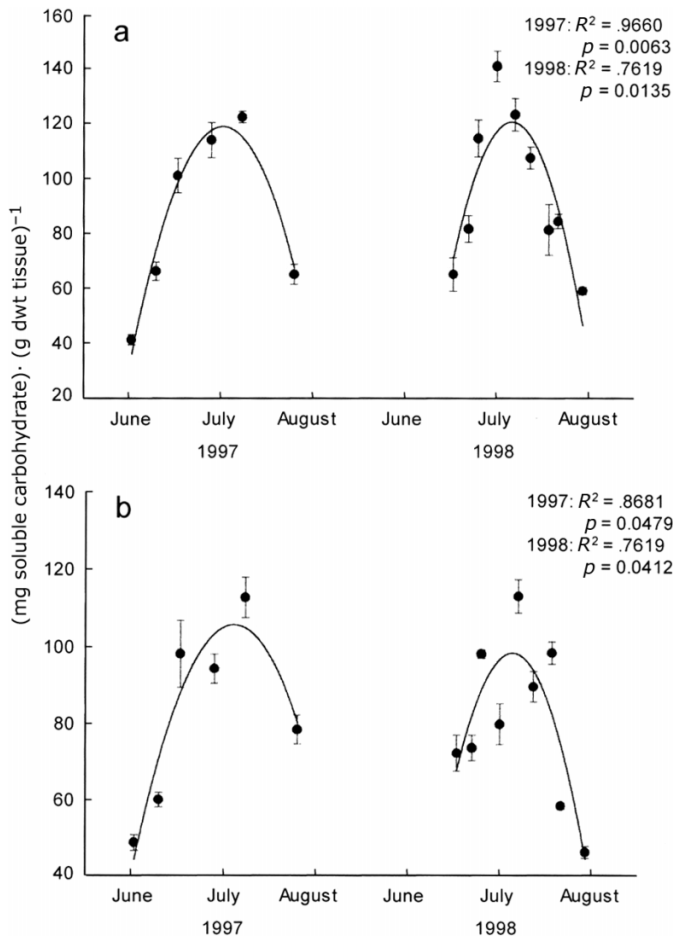 a
1997: R² = .9660
p = 0.0063
1998: R² = .7619
p = 0.0135
160
140
120
100
80
60
40
20
June July August June July August
1997 1998
(mg soluble carbohydrate)· (g dwt tissue)⁻¹
b
1997: R² = .8681
p = 0.0479
1998: R² = .7619
p = 0.0412
140
120
100
80
60
40
June July August June July August
1997 1998